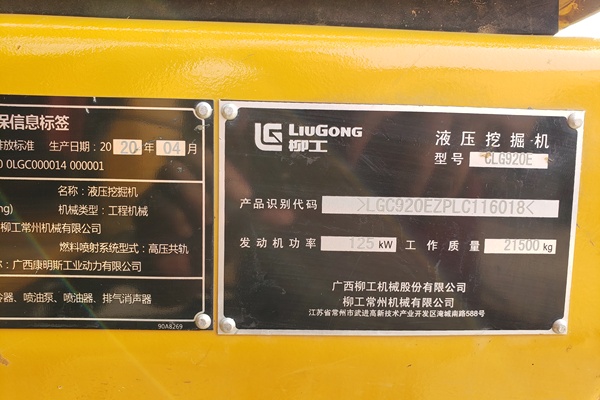 保信息标签
放标准 生产日期: 2020 年 04 月
0 0LGC000014 000001
名称: 液压挖掘机
ng) 机械类型: 工程机械
柳工常州机械有限公司
燃料喷射系统型式: 高压共轨
称: 广西康明斯工业动力有限公司
冷器、喷油泵、喷油器、排气消声器
90A8269
LIUGONG
柳工
液压挖掘机
型号 CLG920E
产品识别代码 >LGC920EZPLC116018<
发动机功率 125 kW 工作质量 21500 kg
广西柳工机械股份有限公司
柳工常州机械有限公司
江苏省常州市武进高新技术产业开发区淹城南路588号